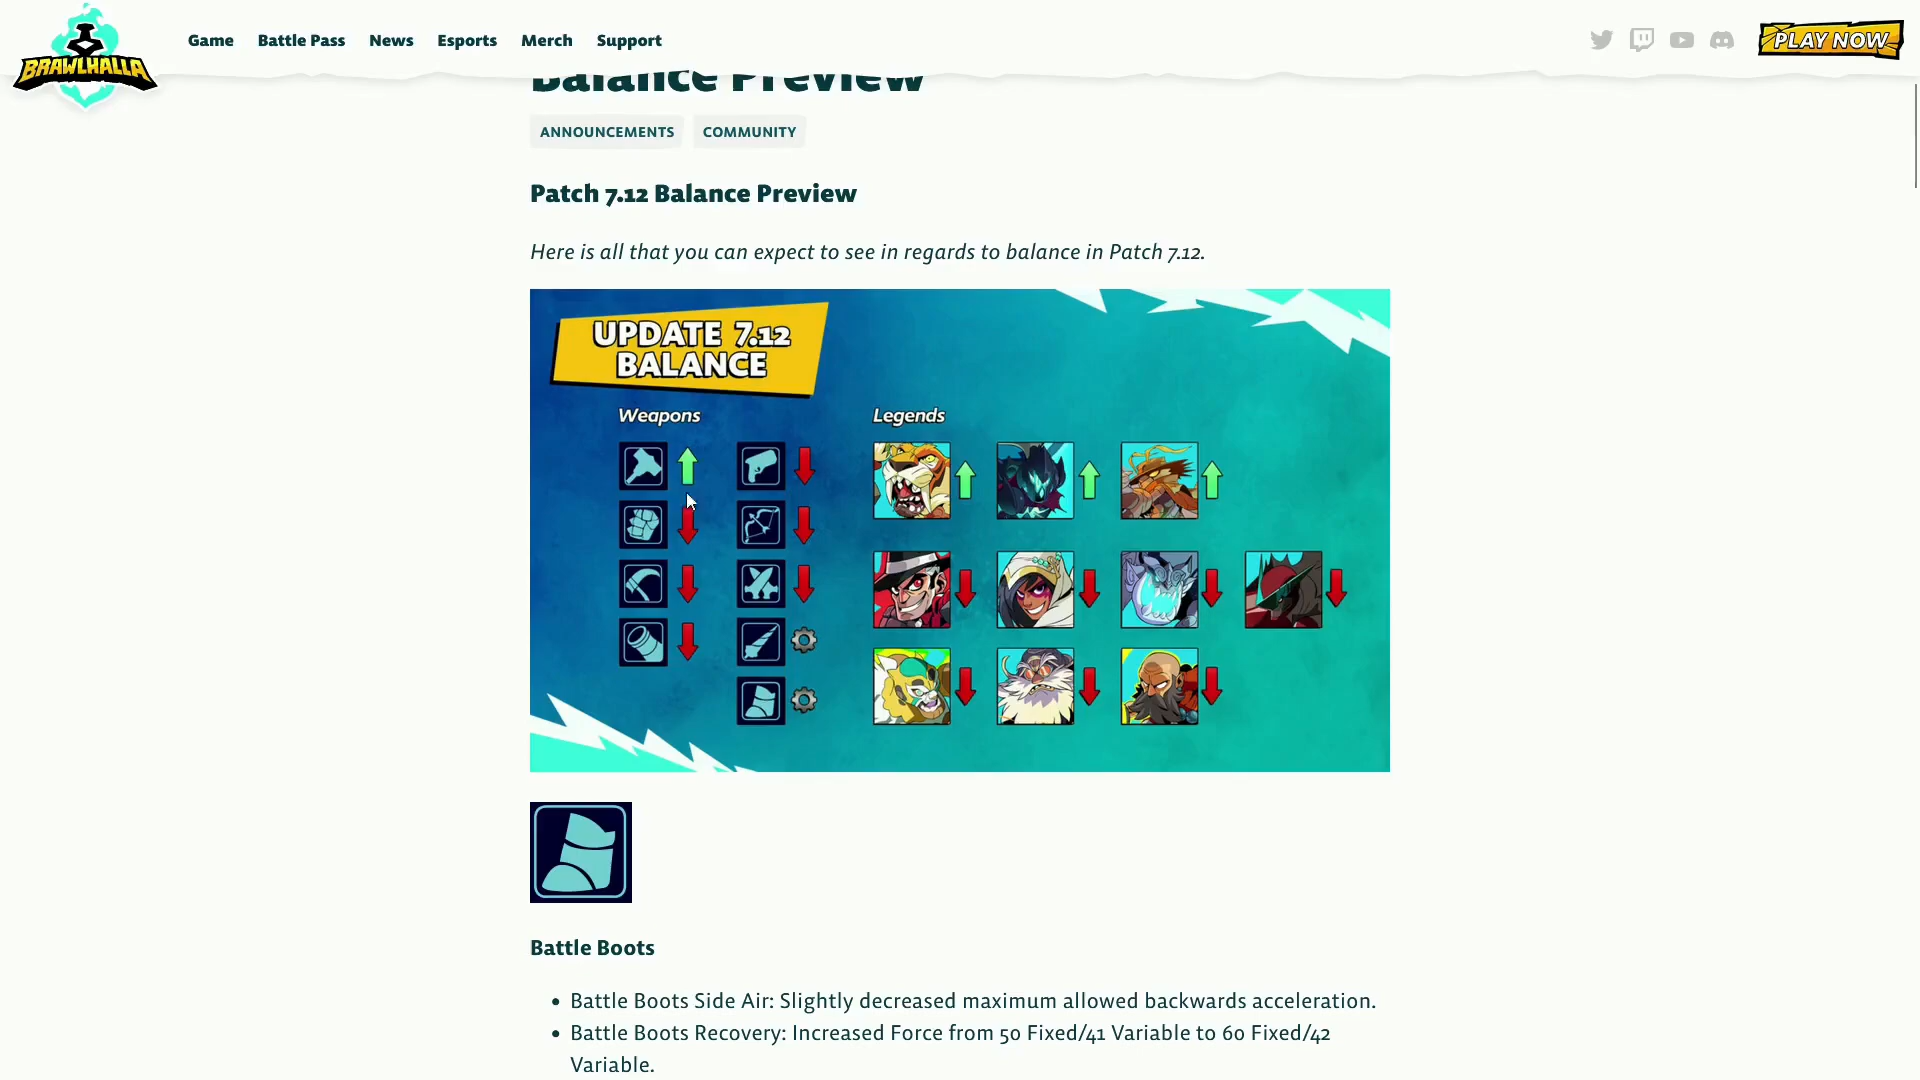 BRAWLHALLA
Game Battle Pass News Esports Merch Support
PLAY NOW
Balance Preview
ANNOUNCEMENTS COMMUNITY
Patch 7.12 Balance Preview
Here is all that you can expect to see in regards to balance in Patch 7.12.
UPDATE 7.12
BALANCE
Weapons
Legends
Battle Boots
• Battle Boots Side Air: Slightly decreased maximum allowed backwards acceleration.
• Battle Boots Recovery: Increased Force from 50 Fixed/41 Variable to 60 Fixed/42
Variable.